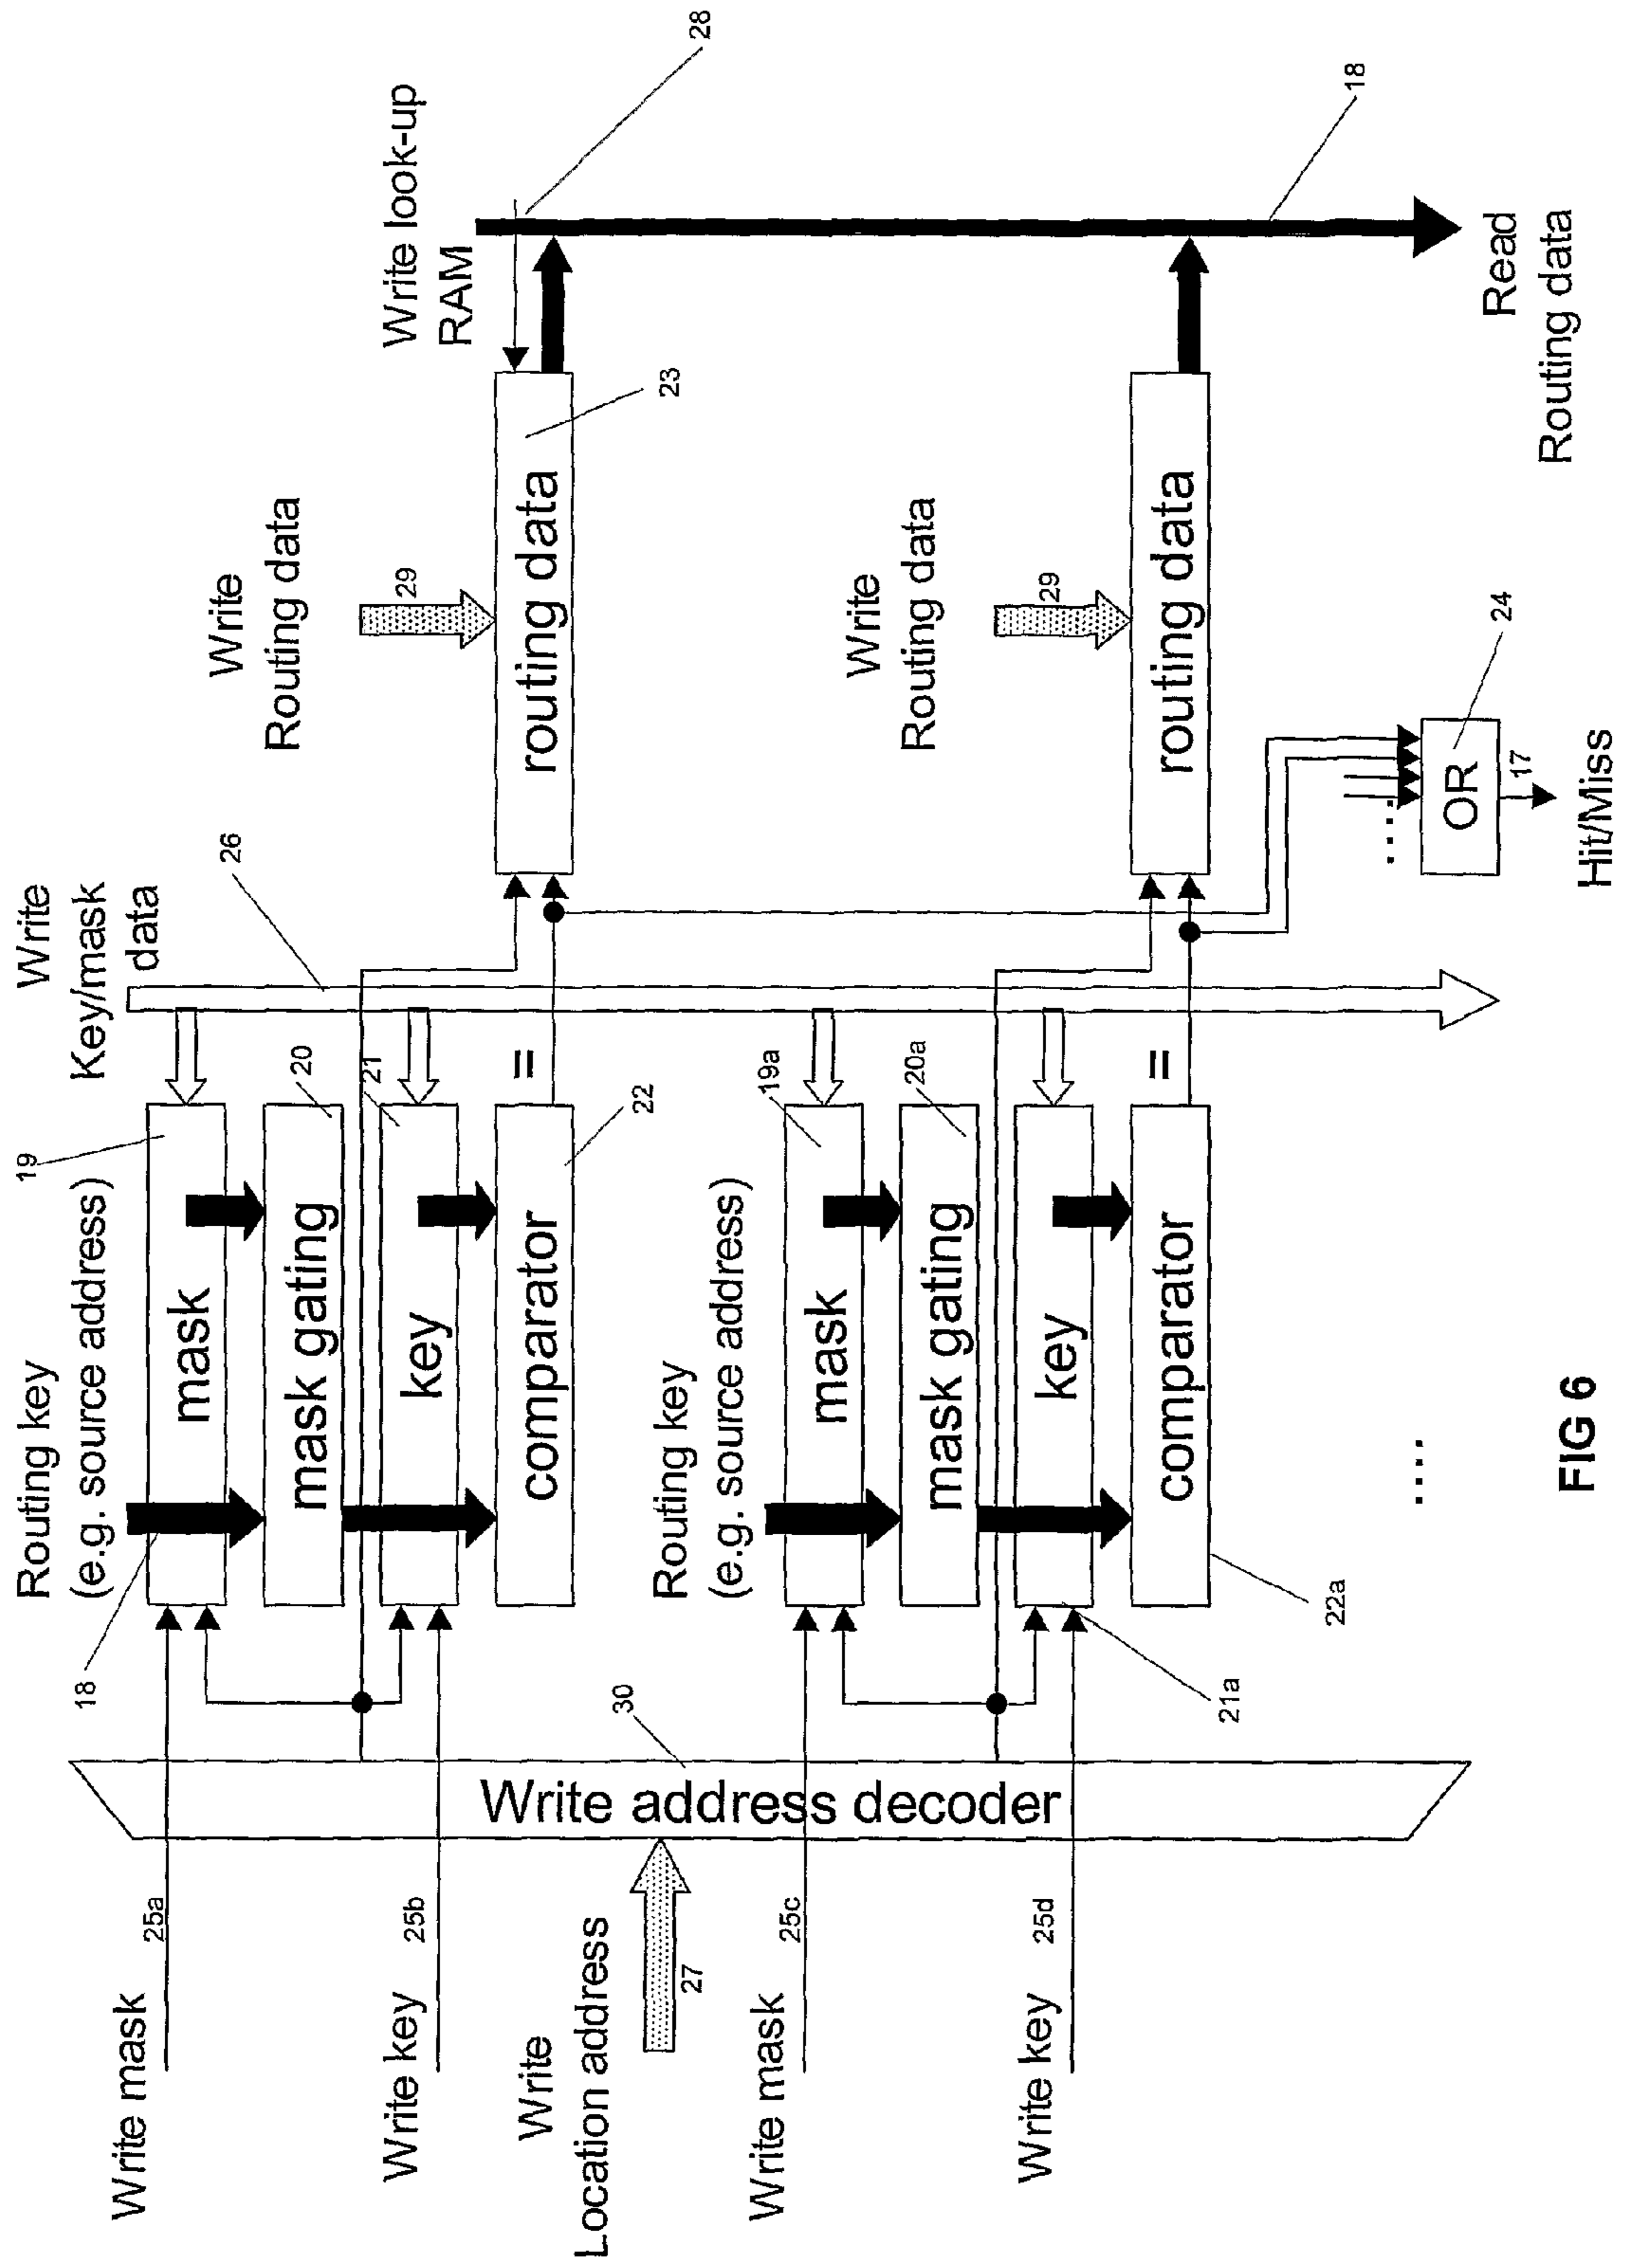 Write
Key/mask
data
26
Routing key
(e.g. source address)
19
18
mask
20
mask gating
21
key
=
22
comparator
Write mask
25a
Write key
25b
Write
Location address
27
30
Write address decoder
Write
Routing data
29
routing data
23
Write look-up
RAM
28
18
Routing key
(e.g. source address)
19a
mask
20a
mask gating
key
21a
=
comparator
22a
Write mask
25c
Write key
25d
Write
Routing data
29
routing data
....
OR
24
17
Hit/Miss
Read
Routing data
....
FIG 6